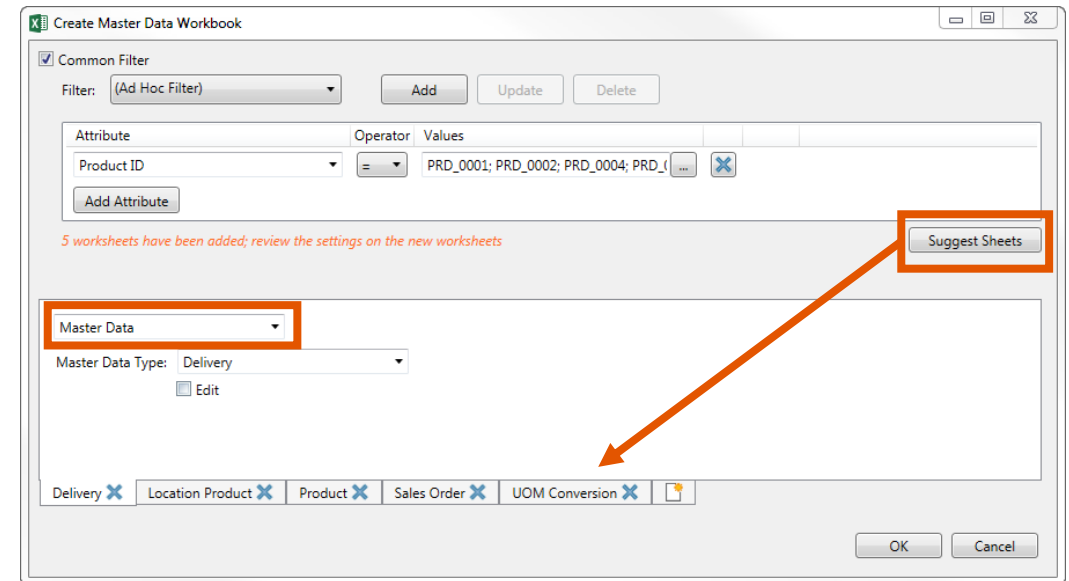 Create Master Data Workbook
Common Filter
Filter: (Ad Hoc Filter) Add Update Delete
Attribute Operator Values
Product ID = PRD_0001; PRD_0002; PRD_0004; PRD_( ...
Add Attribute
5 worksheets have been added; review the settings on the new worksheets Suggest Sheets
Master Data
Master Data Type: Delivery
Edit
Delivery Location Product Product Sales Order UOM Conversion
OK Cancel